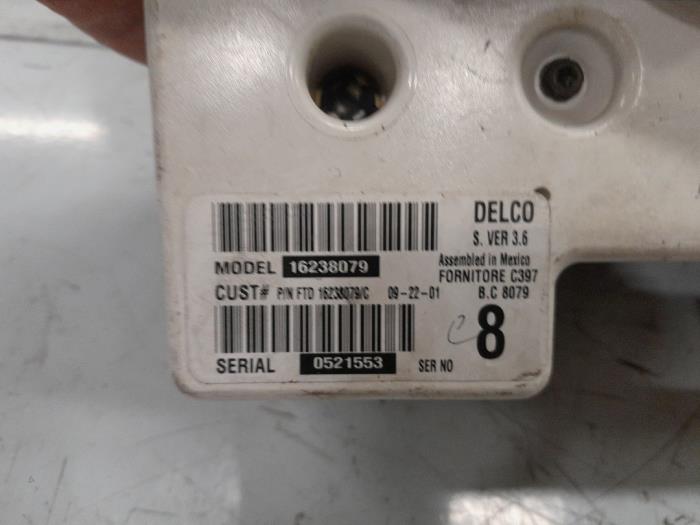 DELCO
S. VER 3.6
Assembled in Mexico
MODEL 16238079 FORNITORE C397
CUST# P/N FTD 16238079/C 09-22-01 B.C 8079
8
SERIAL 0521553 SER NO